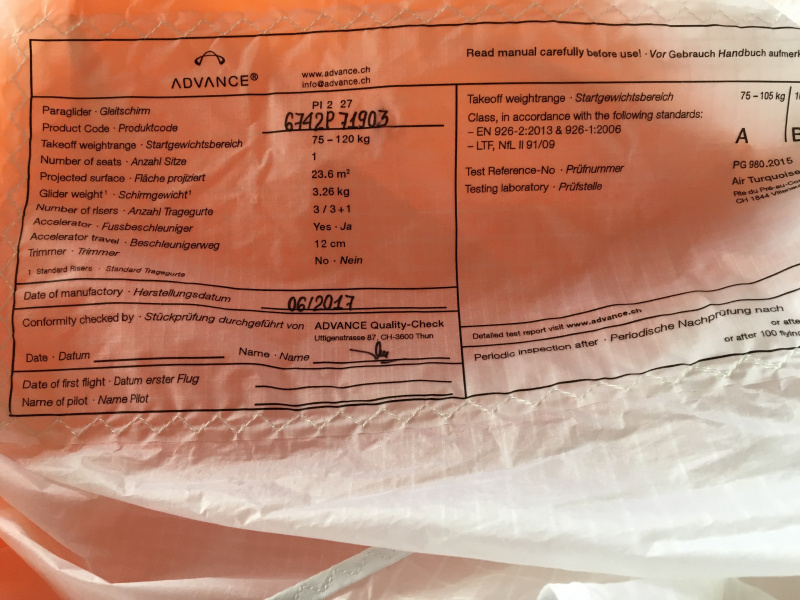 ADVANCE®
www.advance.ch
info@advance.ch
Read manual carefully before use! · Vor Gebrauch Handbuch
Paraglider · Gleitschirm PI 2 27
Product Code · Produktcode 6742P71903
Takeoff weightrange · Startgewichtsbereich 75 – 120 kg
Number of seats · Anzahl Sitze 1
Projected surface · Fläche projiziert 23.6 m²
Glider weight¹ · Schirmgewicht¹ 3.26 kg
Number of risers · Anzahl Tragegurte 3 / 3 + 1
Accelerator · Fussbeschleuniger Yes · Ja
Accelerator travel · Beschleunigerweg 12 cm
Trimmer · Trimmer No · Nein
1 Standard Risers · Standard Tragegurte
Date of manufactory · Herstellungsdatum 06/2017
Conformity checked by · Stückprüfung durchgeführt von ADVANCE Quality-Check
Uttigenstrasse 87, CH-3600 Thun
Date · Datum Name · Name
Date of first flight · Datum erster Flug
Name of pilot · Name Pilot
Takeoff weightrange · Startgewichtsbereich 75 – 105 kg
Class, in accordance with the following standards:
– EN 926-2:2013 & 926-1:2006
– LTF, NfL II 91/09
A
Test Reference-No · Prüfnummer PG 980.2015
Testing laboratory · Prüfstelle Air Turquoise
Rte du Pré-au-
CH 1844
Detailed test report visit www.advance.ch
Periodic inspection after · Periodische Nachprüfung nach
or after
or after 100